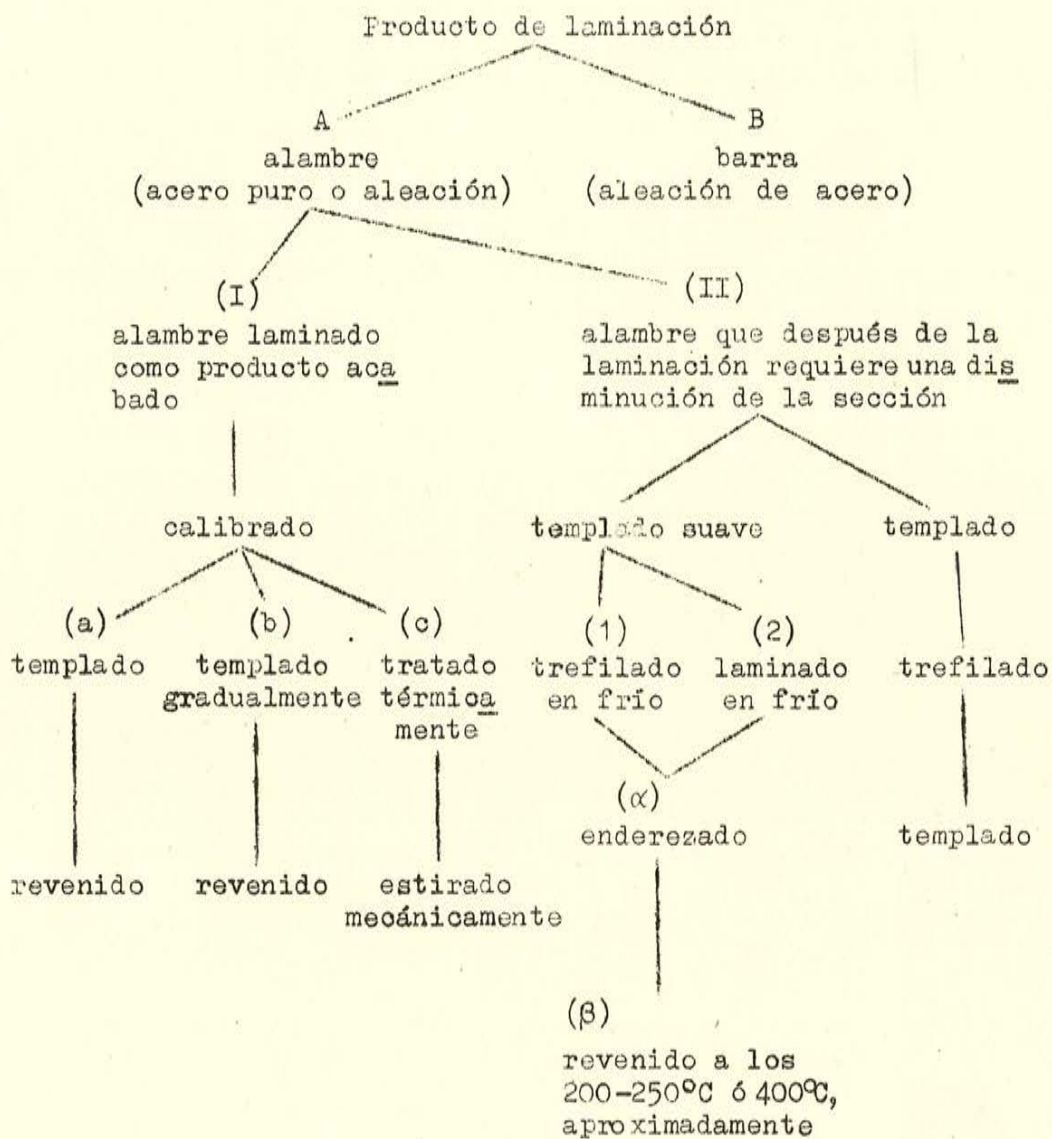 Producto de laminación
A
B
alambre
(acero puro o aleación)
barra
(aleación de acero)
(I)
alambre laminado
como producto aca
bado
(II)
alambre que después de la
laminación requiere una dis
minución de la sección
calibrado
templado suave
templado
(a)
templado
(b)
templado
gradualmente
(c)
tratado
térmica
mente
(1)
trefilado
en frío
(2)
laminado
en frío
trefilado
(α)
enderezado
templado
revenido
revenido
estirado
mecánicamente
(β)
revenido a los
200-250°C ó 400°C,
aproximadamente